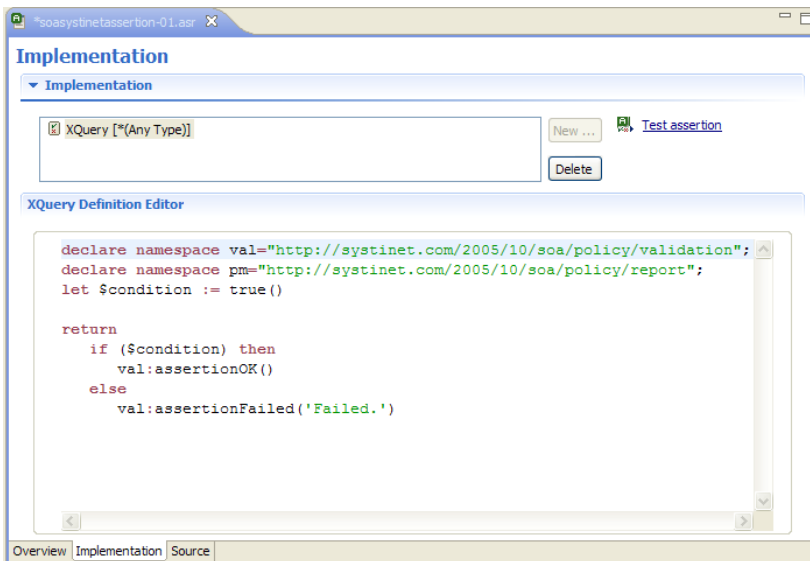 *soasystinetassertion-01.asr
Implementation
Implementation
XQuery [*(Any Type)]
New ...
Test assertion
Delete
XQuery Definition Editor
declare namespace val="http://systinet.com/2005/10/soa/policy/validation";
declare namespace pm="http://systinet.com/2005/10/soa/policy/report";
let $condition := true()
return
if ($condition) then
val:assertionOK()
else
val:assertionFailed('Failed.')
Overview Implementation Source